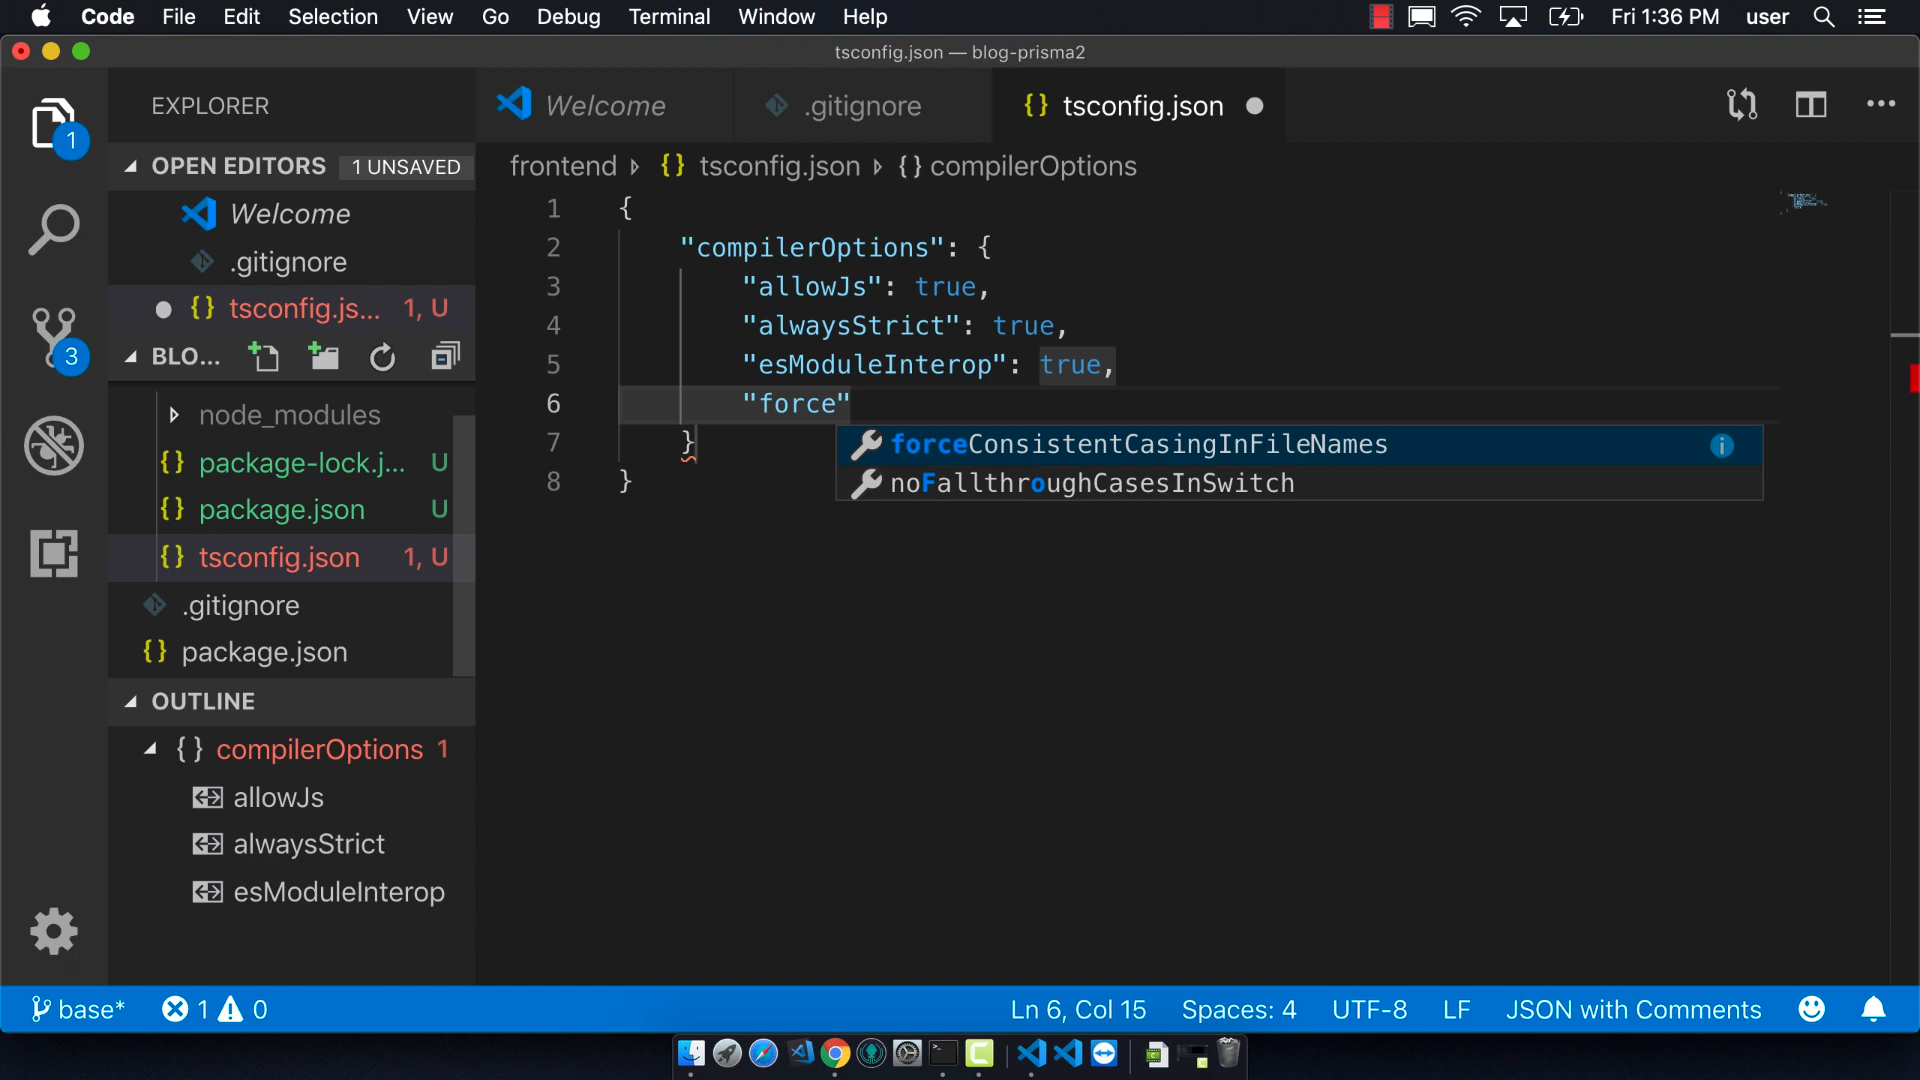 Code File Edit Selection View Go Debug Terminal Window Help Fri 1:36 PM user
tsconfig.json — blog-prisma2
EXPLORER
1
OPEN EDITORS 1 UNSAVED
Welcome
.gitignore
tsconfig.js... 1, U
3
BLO...
node_modules
package-lock.j... U
package.json U
tsconfig.json 1, U
.gitignore
package.json
OUTLINE
compilerOptions 1
allowJs
alwaysStrict
esModuleInterop
Welcome .gitignore tsconfig.json
frontend tsconfig.json {} compilerOptions
1 {
2 "compilerOptions": {
3 "allowJs": true,
4 "alwaysStrict": true,
5 "esModuleInterop": true,
6 "force"
7 }
8 }
forceConsistentCasingInFileNames
noFallthroughCasesInSwitch
base* 1 0 Ln 6, Col 15 Spaces: 4 UTF-8 LF JSON with Comments